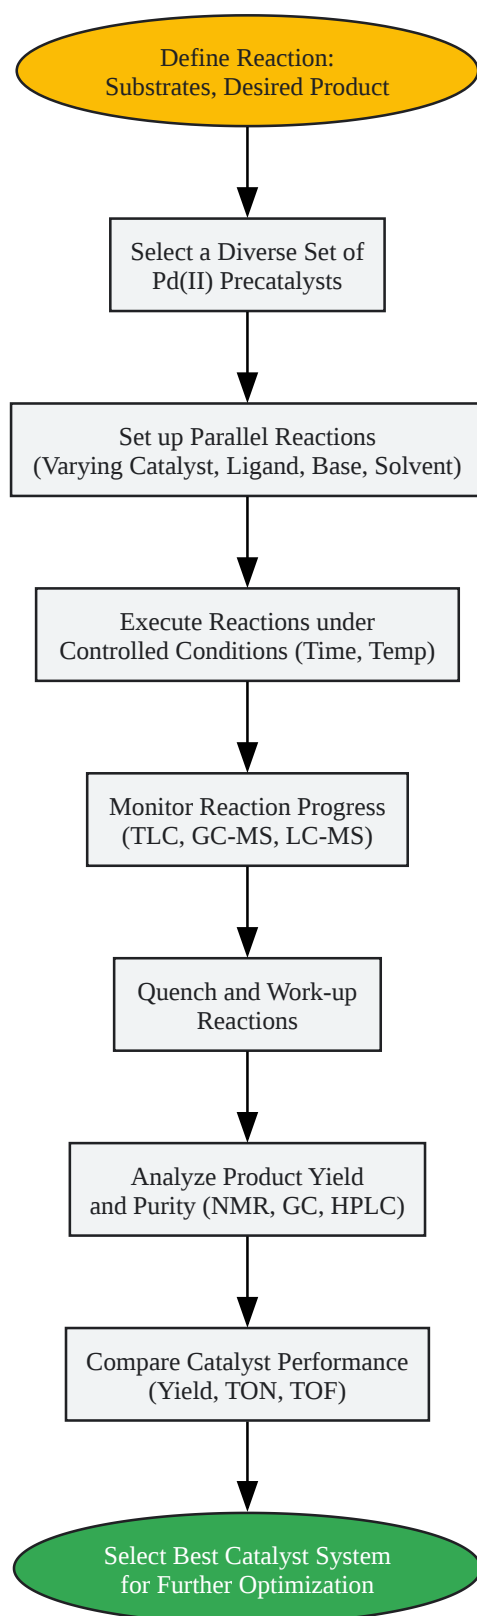 Define Reaction:
Substrates, Desired Product
Select a Diverse Set of
Pd(II) Precatalysts
Set up Parallel Reactions
(Varying Catalyst, Ligand, Base, Solvent)
Execute Reactions under
Controlled Conditions (Time, Temp)
Monitor Reaction Progress
(TLC, GC-MS, LC-MS)
Quench and Work-up
Reactions
Analyze Product Yield
and Purity (NMR, GC, HPLC)
Compare Catalyst Performance
(Yield, TON, TOF)
Select Best Catalyst System
for Further Optimization